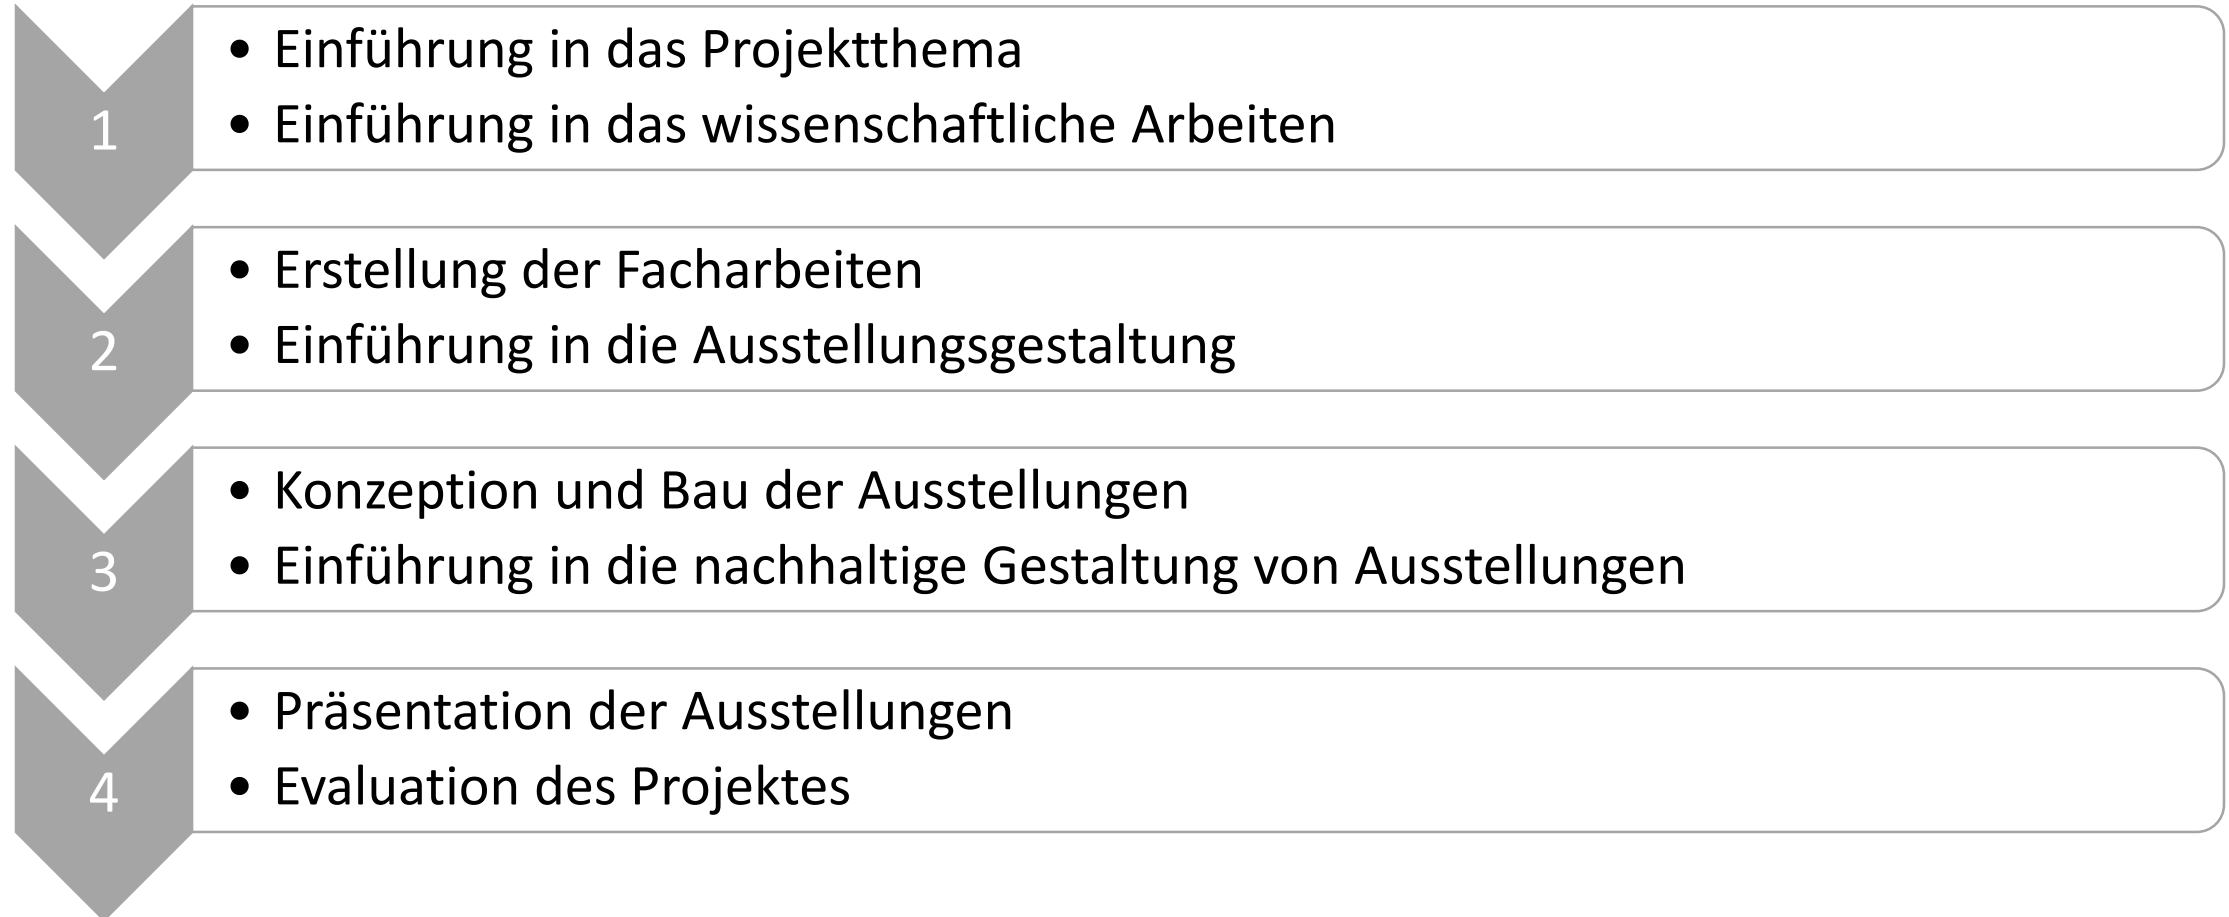 1
• Einführung in das Projektthema
• Einführung in das wissenschaftliche Arbeiten
2
• Erstellung der Facharbeiten
• Einführung in die Ausstellungsgestaltung
3
• Konzeption und Bau der Ausstellungen
• Einführung in die nachhaltige Gestaltung von Ausstellungen
4
• Präsentation der Ausstellungen
• Evaluation des Projektes